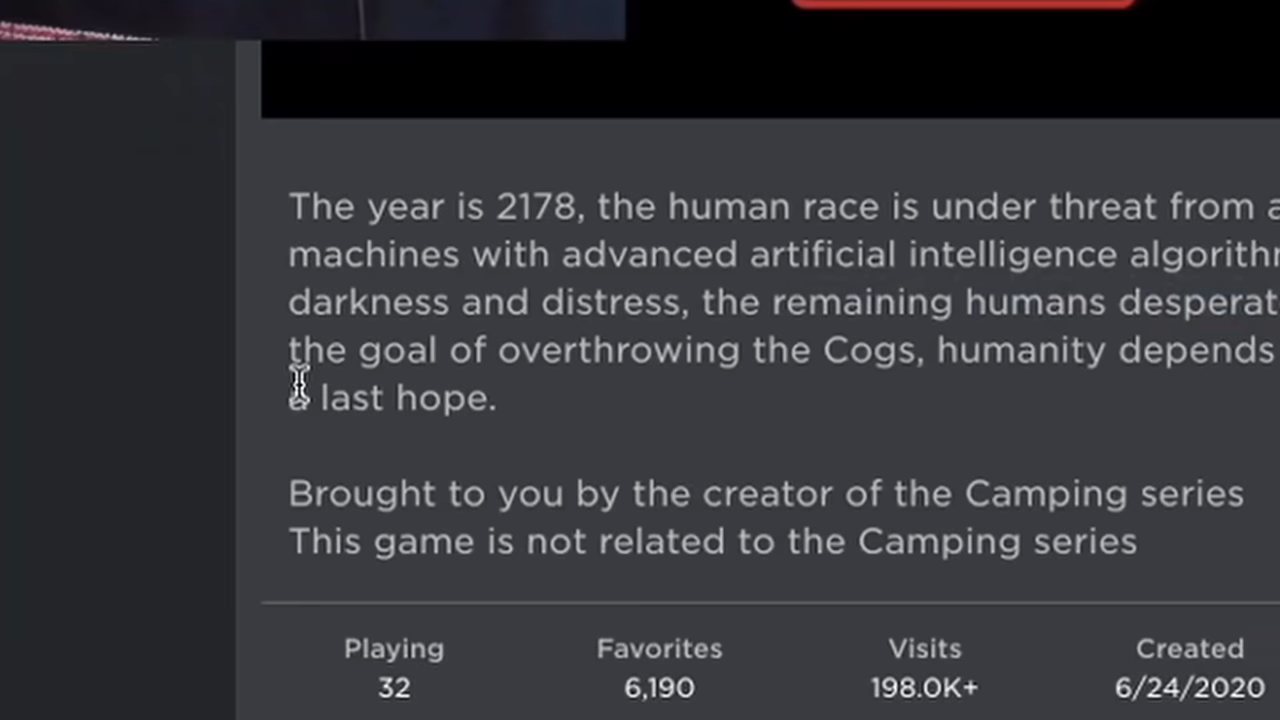 The year is 2178, the human race is under threat from a
machines with advanced artificial intelligence
darkness and distress, the remaining humans
the goal of overthrowing the Cogs, humanity depends
a last hope.
Brought to you by the creator of the Camping series
This game is not related to the Camping series
Playing Favorites Visits Created
32 6,190 198.0K+ 6/24/2020